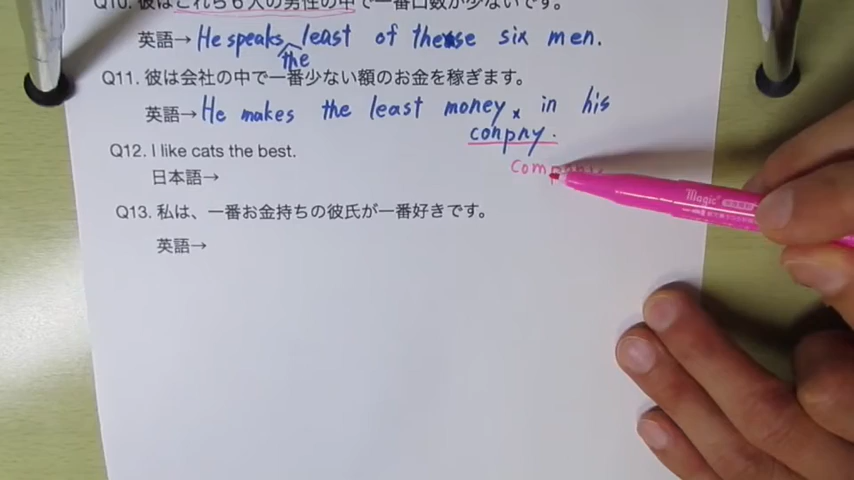 Q10. 彼はこれら6人の男性の中で一番口数が少ないです。
英語→ He speaks the least of these six men.
Q11. 彼は会社の中で一番少ない額のお金を稼ぎます。
英語→ He makes the least money in his
conpny.
Q12. I like cats the best.
company
日本語→
Magic
Q13. 私は、一番お金持ちの彼氏が一番好きです。
英語→